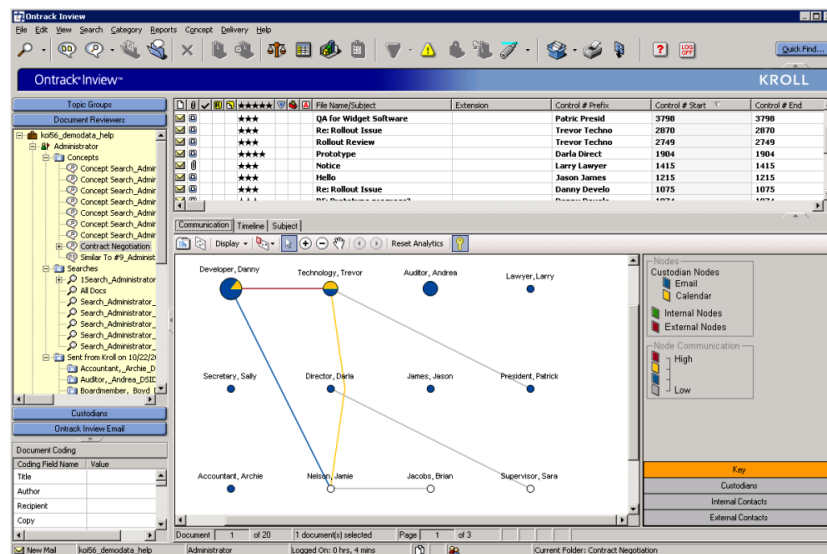 Ontrack Inview
File Edit View Search Category Reports Concept Delivery Help
Quick Find...
Ontrack Inview™
KROLL
Topic Groups
Document Reviewers
koi56_demodata_help
Administrator
Concepts
Concept Search_Admir
Concept Search_Admir
Concept Search_Admir
Concept Search_Admir
Concept Search_Admir
Concept Search_Admir
Contract Negotiation
Similar To #9_Administ
Searches
1Search_Administrator
All Docs
Search_Administrator_
Search_Administrator_
Search_Administrator_
Search_Administrator_
Sent from Kroll on 10/22/20
Accountant,_Archie_D
Auditor,_Andrea_DSID
Boardmember, Boyd
Custodians
Ontrack Inview Email
Document Coding
Coding Field Name Value
Title
Author
Recipient
Copy
File Name/Subject Extension Control # Prefix Control # Start Control # End
QA for Widget Software Patric Presid 3798 3798
Re: Rollout Issue Trevor Techno 2870 2870
Rollout Review Trevor Techno 2749 2749
Prototype Darla Direct 1904 1904
Notice Larry Lawyer 1415 1415
Hello Jason James 1215 1215
Re: Rollout Issue Danny Develo 1075 1075
Communication Timeline Subject
Display Reset Analytics
Developer, Danny Technology, Trevor Auditor, Andrea Lawyer, Larry
Secretary, Sally Director, Darla James, Jason President, Patrick
Accountant, Archie Nelson, Jamie Jacobs, Brian Supervisor, Sara
Nodes
Custodian Nodes
Email
Calendar
Internal Nodes
External Nodes
Node Communication
High
Low
Key
Custodians
Internal Contacts
External Contacts
Document 1 of 20 1 document(s) selected Page 1 of 3
New Mail koi56_demodata_help Administrator Logged On: 0 hrs, 4 mins Current Folder: Contract Negotiation